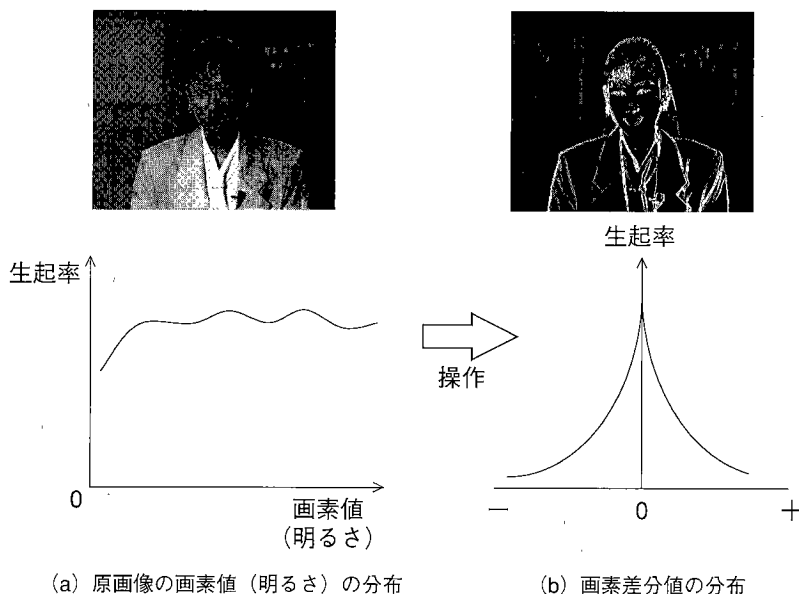 生起率
0
画素値
(明るさ)
操作
生起率
－ 0 ＋
(a) 原画像の画素値（明るさ）の分布
(b) 画素差分値の分布